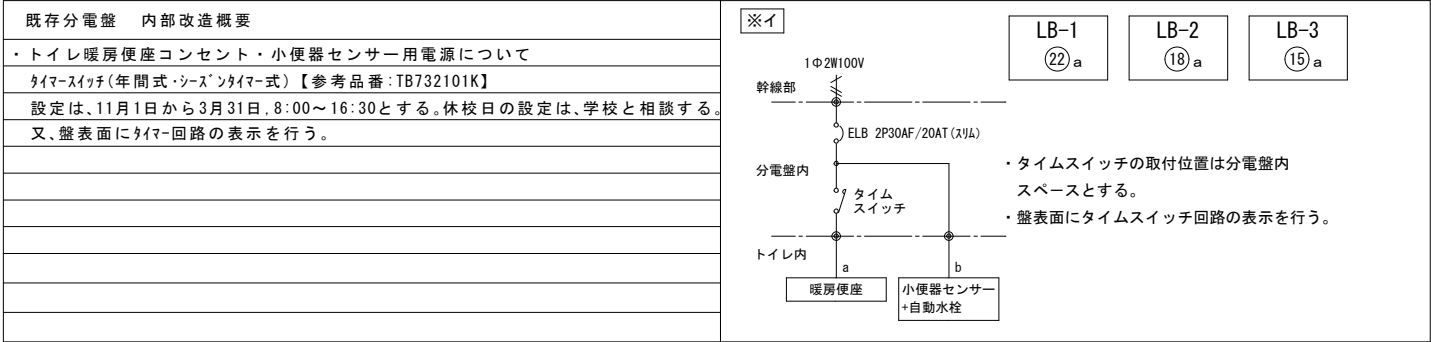 既存分電盤　内部改造概要
・トイレ暖房便座コンセント・小便器センサー用電源について
ﾀｲﾏｰｽｲｯﾁ(年間式･ｼｰｽﾞﾝﾀｲﾏｰ式)【参考品番:TB732101K】
設定は､11月1日から3月31日,8:00～16:30とする｡休校日の設定は､学校と相談する｡
又､盤表面にﾀｲﾏｰ回路の表示を行う｡
※イ
1Φ2W100V
幹線部
ELB 2P30AF/20AT(ｽﾘﾑ)
分電盤内
タイム
スイッチ
トイレ内
a
b
暖房便座
小便器センサー
+自動水栓
LB-1
㉒a
LB-2
⑱a
LB-3
⑮a
・タイムスイッチの取付位置は分電盤内
スペースとする。
・盤表面にタイムスイッチ回路の表示を行う。